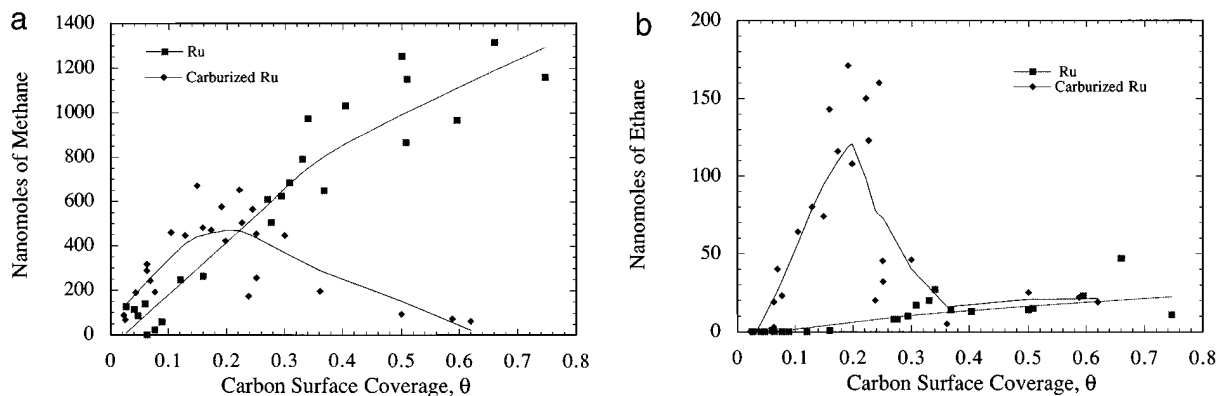 a
Nanomoles of Methane
1400
1200
1000
800
600
400
200
0
Ru
Carburized Ru
0 0.1 0.2 0.3 0.4 0.5 0.6 0.7 0.8
Carbon Surface Coverage, θ
b
Nanomoles of Ethane
200
150
100
50
0
Ru
Carburized Ru
0 0.1 0.2 0.3 0.4 0.5 0.6 0.7 0.8
Carbon Surface Coverage, θ